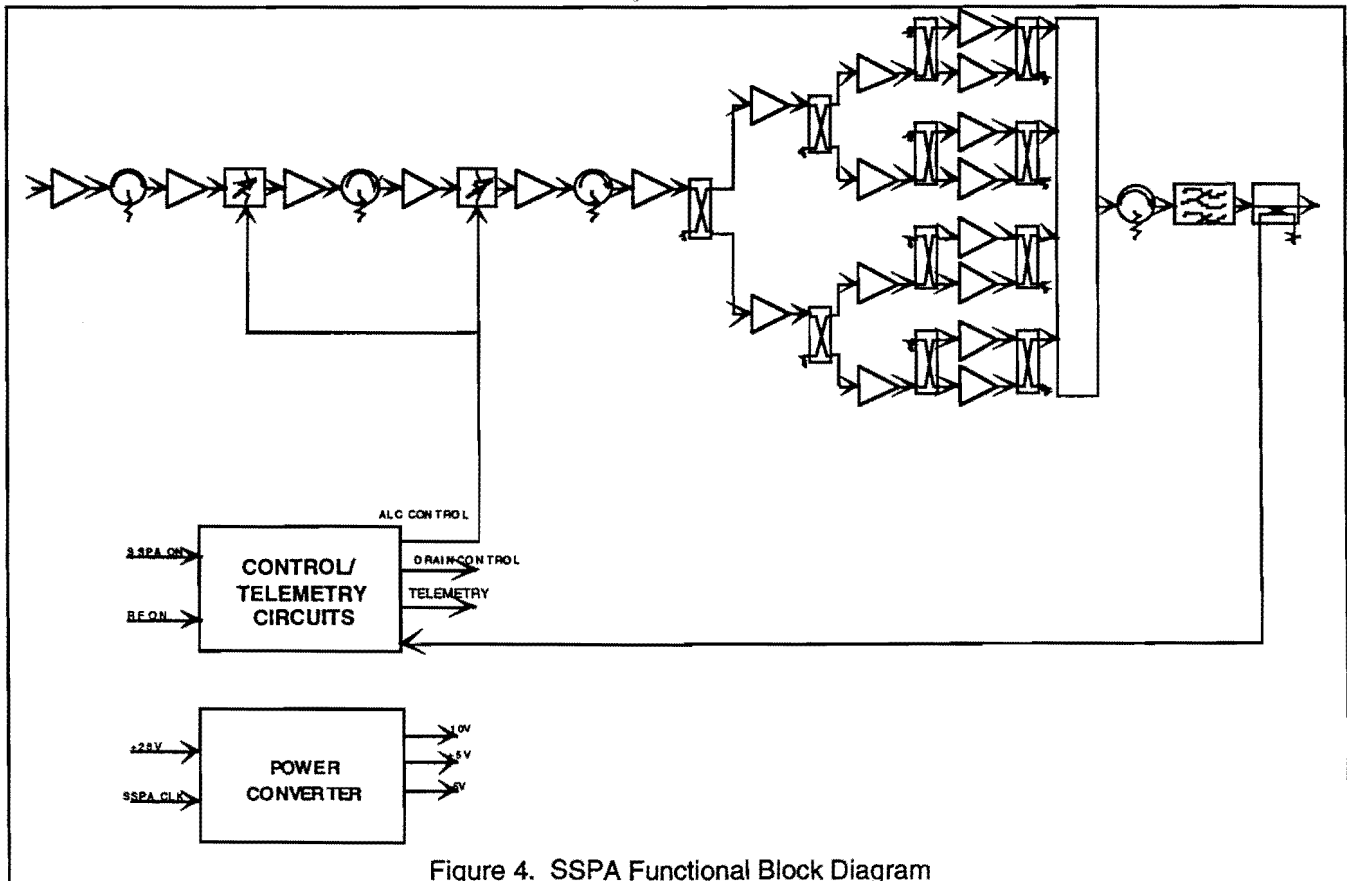 ALC CONTROL
SSPA ON
DRAIN CONTROL
CONTROL/
TELEMETRY
CIRCUITS
TELEMETRY
RF ON
+28V
10V
+5V
POWER
CONVERTER
SSPA CLK
Figure 4. SSPA Functional Block Diagram